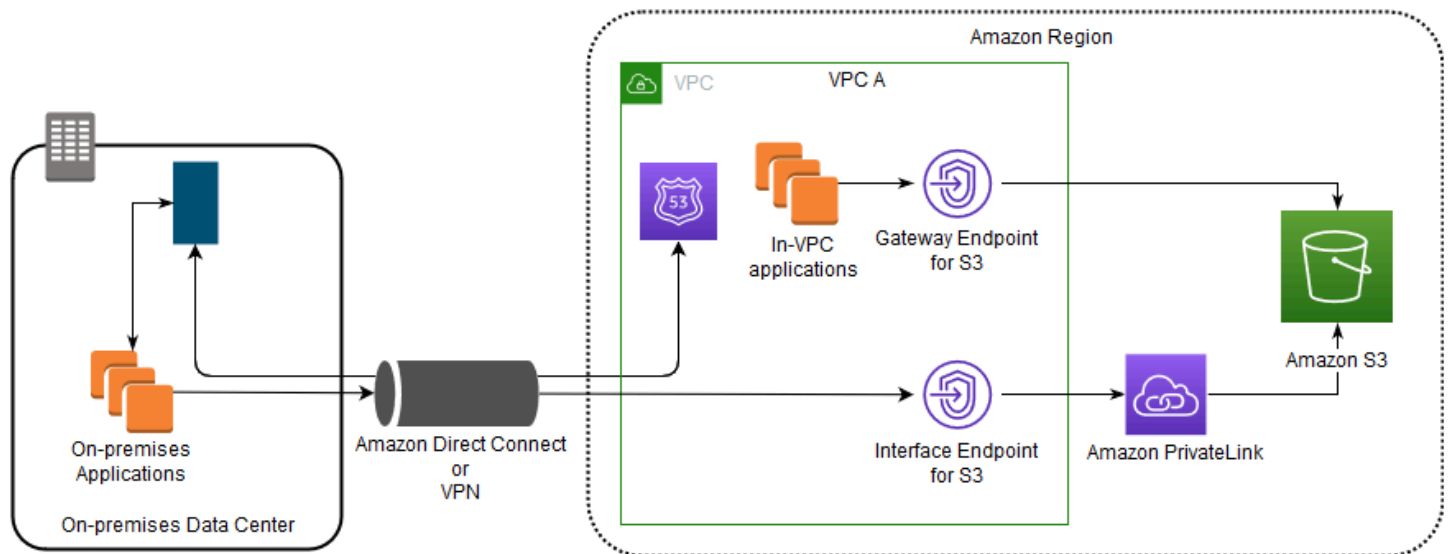 Amazon Region
VPC
VPC A
53
In-VPC
applications
Gateway Endpoint
for S3
Amazon S3
On-premises
Applications
Amazon Direct Connect
or
VPN
Interface Endpoint
for S3
Amazon PrivateLink
On-premises Data Center